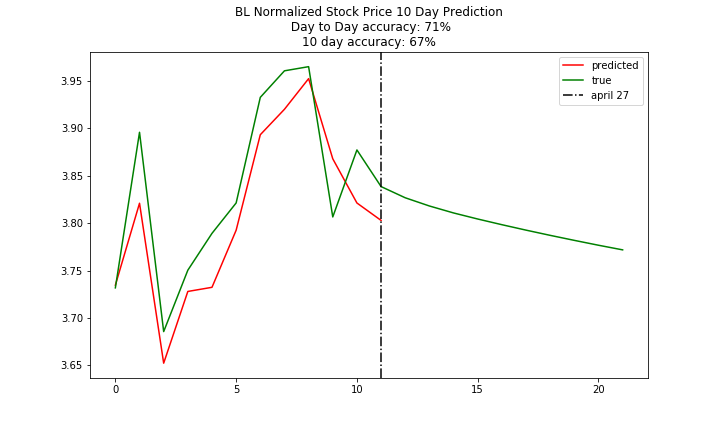 BL Normalized Stock Price 10 Day Prediction
Day to Day accuracy: 71%
10 day accuracy: 67%
predicted
true
april 27
3.95
3.90
3.85
3.80
3.75
3.70
3.65
0
5
10
15
20